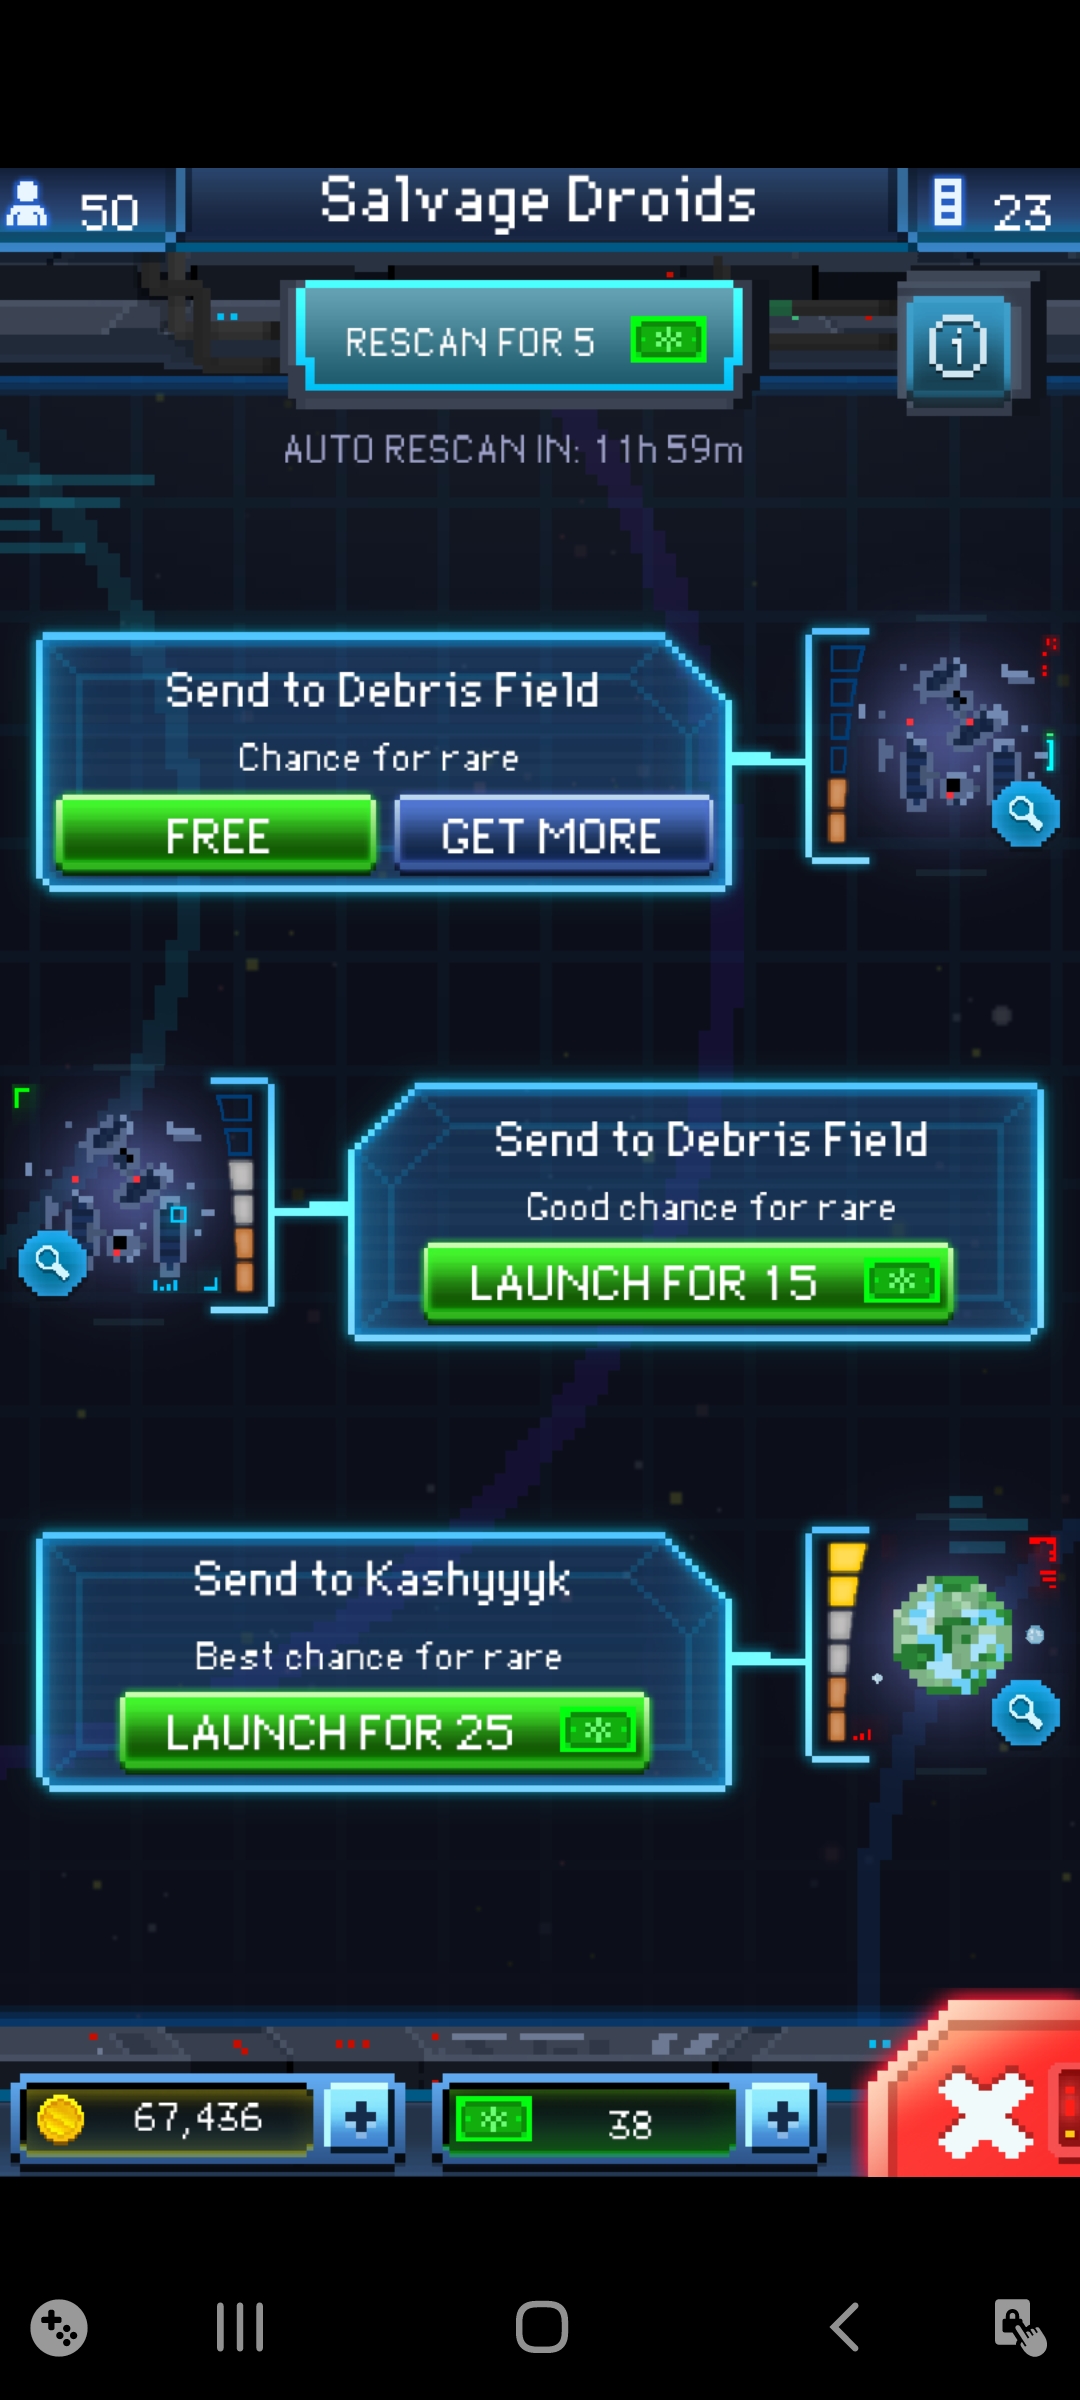 50
Salvage Droids
23
RESCAN FOR 5
AUTO RESCAN IN: 11h 59m
Send to Debris Field
Chance for rare
FREE
GET MORE
Send to Debris Field
Good chance for rare
LAUNCH FOR 15
Send to Kashyyyk
Best chance for rare
LAUNCH FOR 25
67,436
38